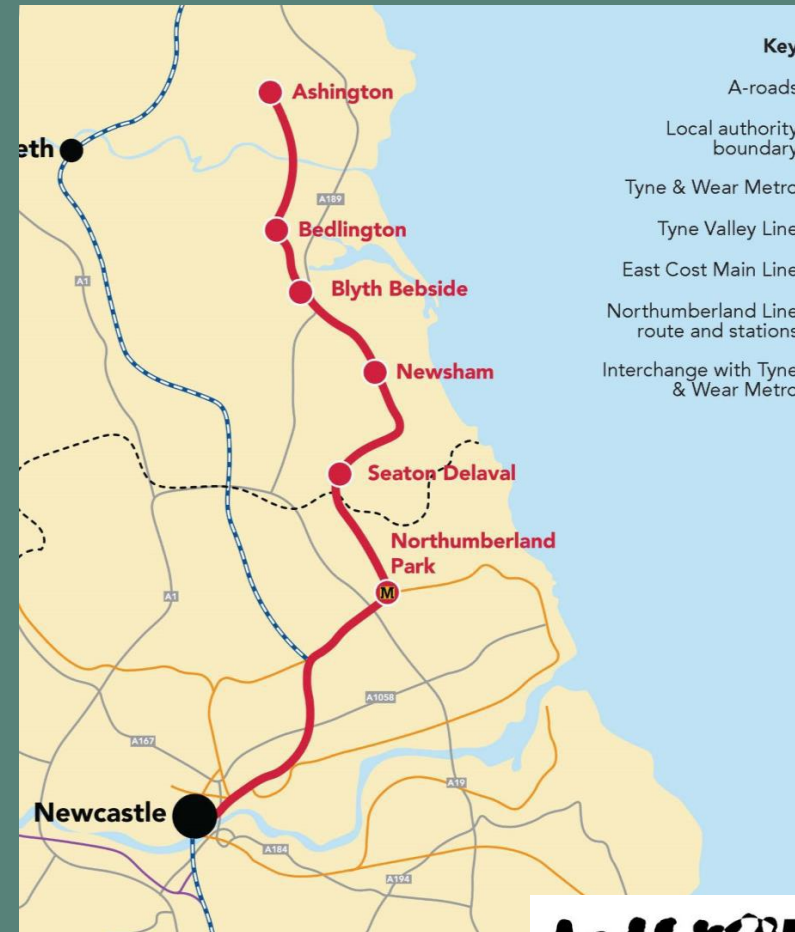 Key
A-roads
Local authority
boundary
Tyne & Wear Metro
Tyne Valley Line
East Cost Main Line
Northumberland Line
route and stations
Interchange with Tyne
& Wear Metro
Ashington
eth
A189
Bedlington
A1
Blyth Bebside
Newsham
Seaton Delaval
Northumberland
Park
M
A1
A1058
A167
A19
Newcastle
A184
A194